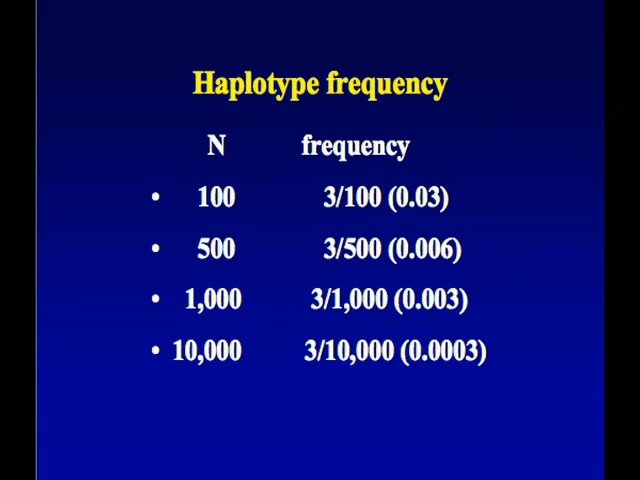 Haplotype frequency
N frequency
• 100 3/100 (0.03)
• 500 3/500 (0.006)
• 1,000 3/1,000 (0.003)
• 10,000 3/10,000 (0.0003)